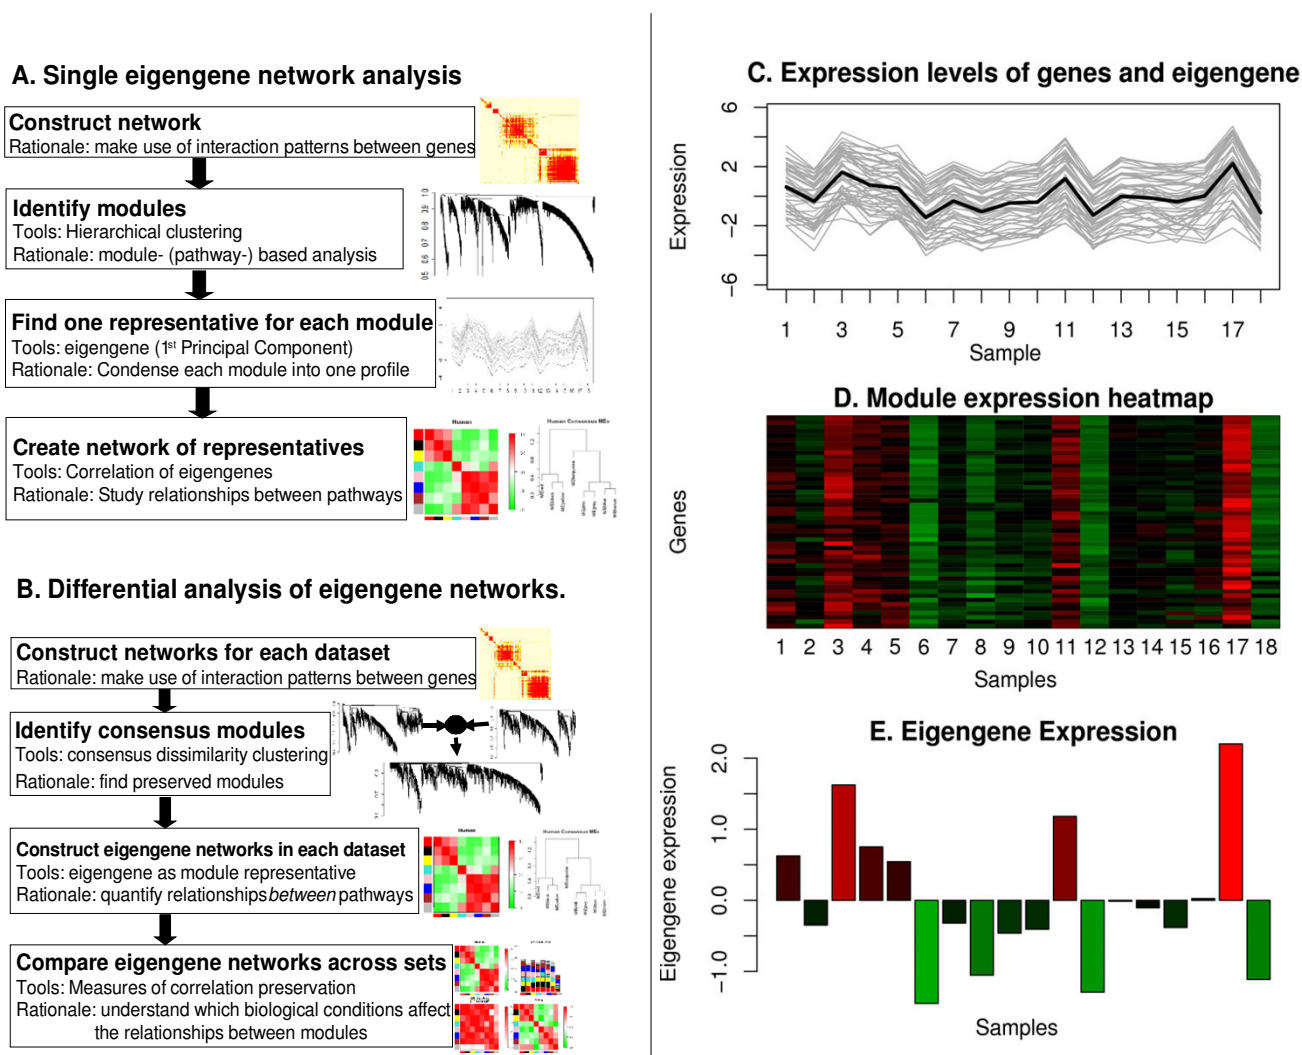 A. Single eigengene network analysis
Construct network
Rationale: make use of interaction patterns between genes
Identify modules
Tools: Hierarchical clustering
Rationale: module- (pathway-) based analysis
Find one representative for each module
Tools: eigengene (1st Principal Component)
Rationale: Condense each module into one profile
Create network of representatives
Tools: Correlation of eigengenes
Rationale: Study relationships between pathways
Human
Human Consensus MEs
B. Differential analysis of eigengene networks.
Construct networks for each dataset
Rationale: make use of interaction patterns between genes
Identify consensus modules
Tools: consensus dissimilarity clustering
Rationale: find preserved modules
Construct eigengene networks in each dataset
Tools: eigengene as module representative
Rationale: quantify relationships between pathways
Human
Human Consensus MEs
Compare eigengene networks across sets
Tools: Measures of correlation preservation
Rationale: understand which biological conditions affect
the relationships between modules
C. Expression levels of genes and eigengene
Expression
6
2
−2
−6
1 3 5 7 9 11 13 15 17
Sample
D. Module expression heatmap
Genes
1 2 3 4 5 6 7 8 9 10 11 12 13 14 15 16 17 18
Samples
E. Eigengene Expression
Eigengene expression
2.0
1.0
0.0
−1.0
Samples